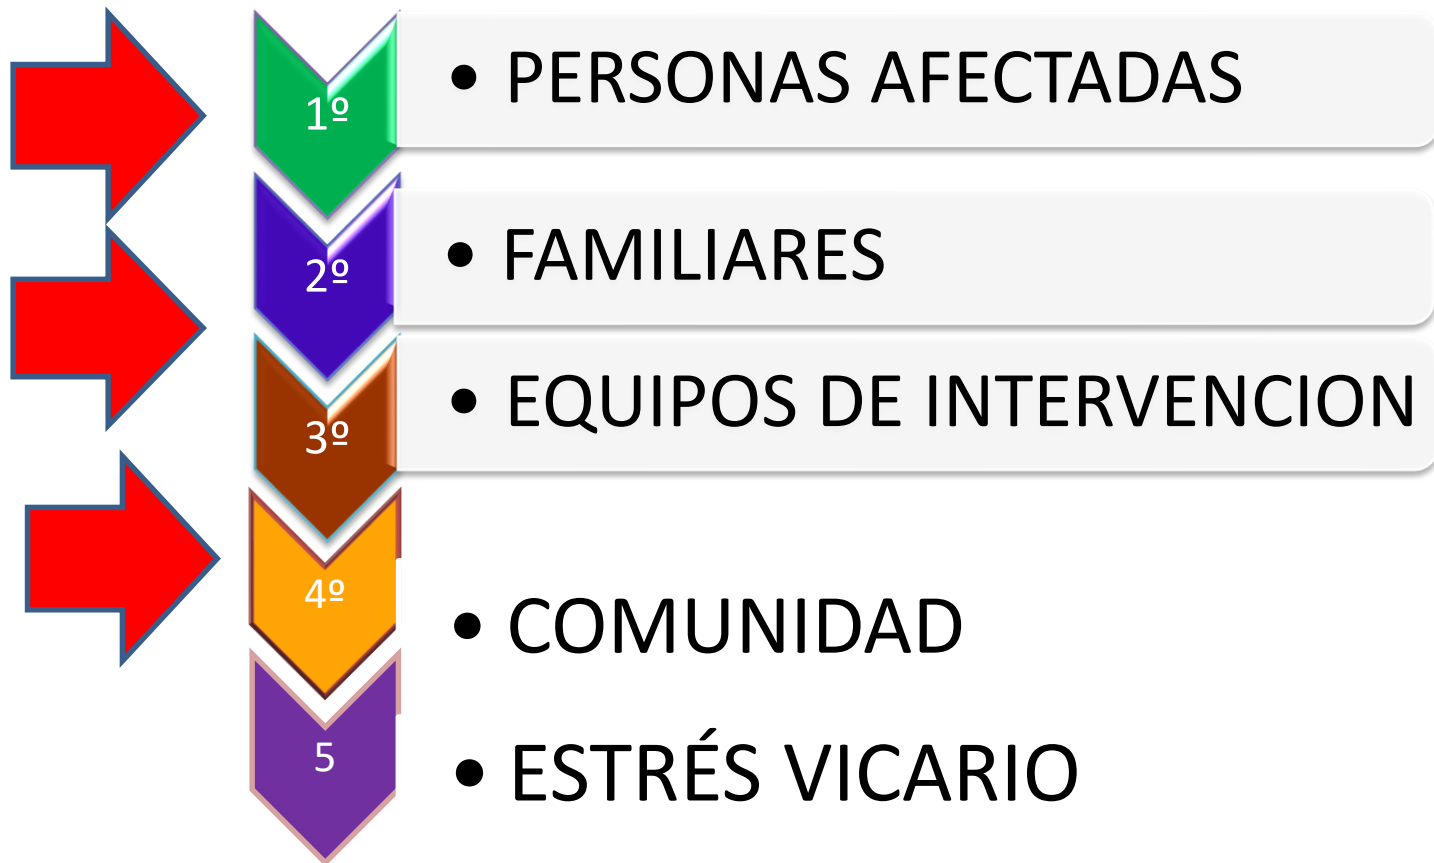 1º
• PERSONAS AFECTADAS
2º
• FAMILIARES
3º
• EQUIPOS DE INTERVENCION
4º
• COMUNIDAD
5
• ESTRÉS VICARIO